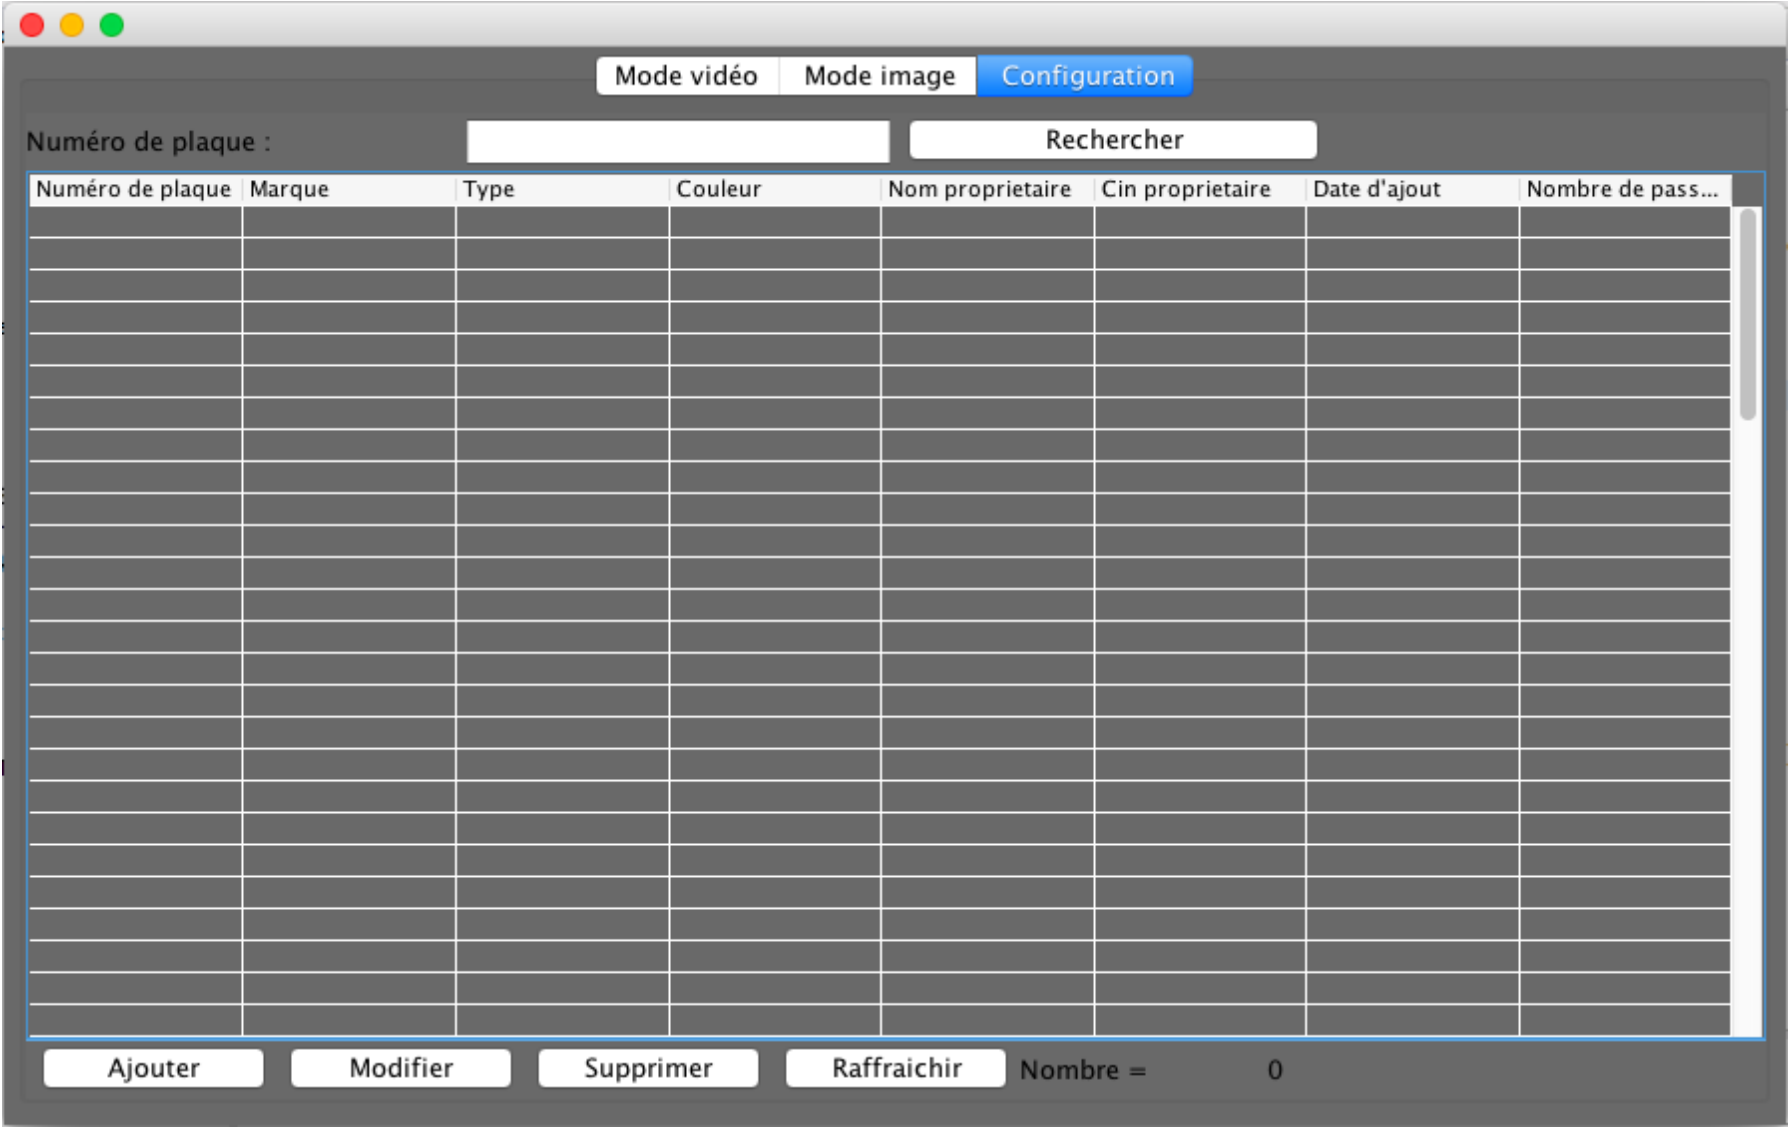 Mode vidéo Mode image Configuration
Numéro de plaque : Rechercher
Numéro de plaque Marque Type Couleur Nom proprietaire Cin proprietaire Date d'ajout Nombre de pass...
Ajouter Modifier Supprimer Raffraichir Nombre = 0